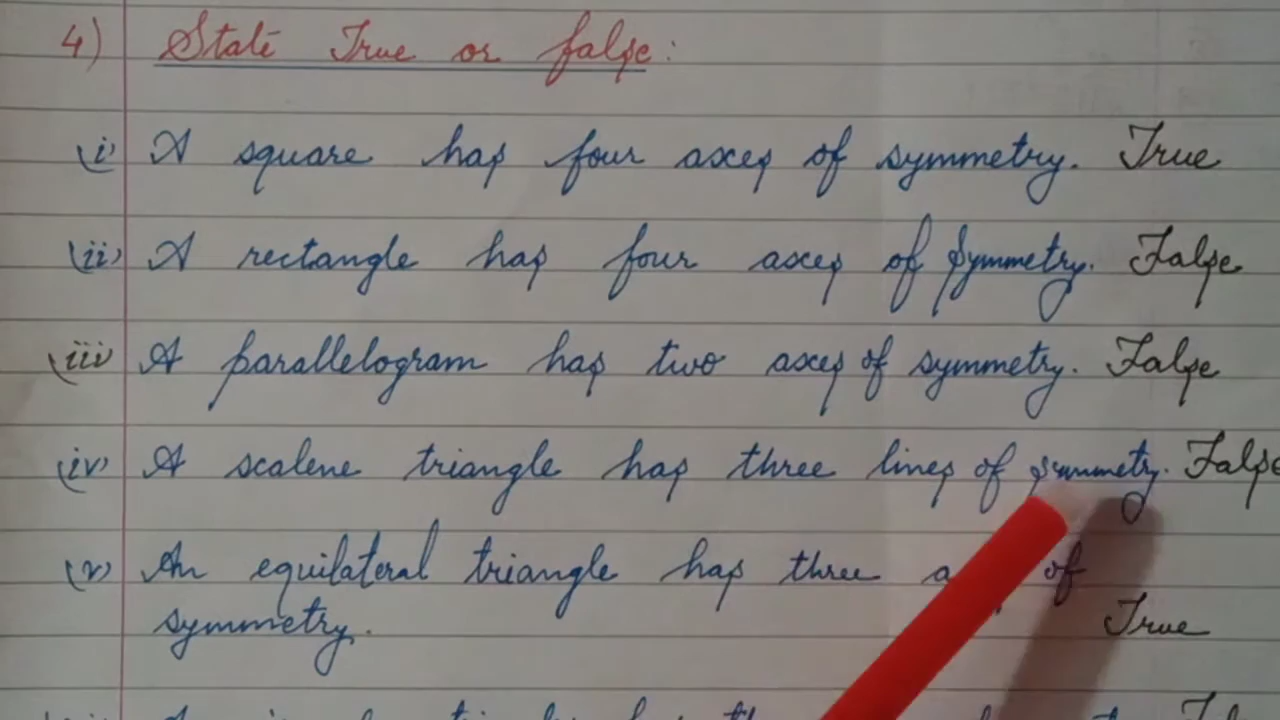 4) State True or false:
(i) A square has four axes of symmetry. True
(ii) A rectangle has four axes of Symmetry. False
(iii) A parallelogram has two axes of symmetry. False
(iv) A scalene triangle has three lines of symmetry. False
(v) An equilateral triangle has three of
symmetry. True